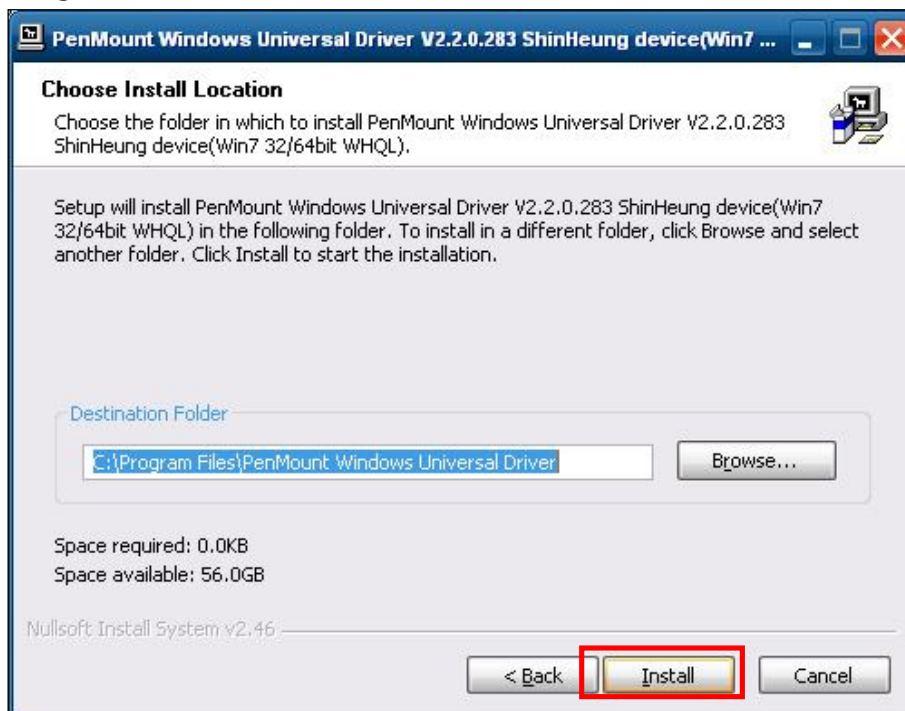 PenMount Windows Universal Driver V2.2.0.283 ShinHeung device(Win7 ...
Choose Install Location
Choose the folder in which to install PenMount Windows Universal Driver V2.2.0.283
ShinHeung device(Win7 32/64bit WHQL).
Setup will install PenMount Windows Universal Driver V2.2.0.283 ShinHeung device(Win7
32/64bit WHQL) in the following folder. To install in a different folder, click Browse and select
another folder. Click Install to start the installation.
Destination Folder
C:\Program Files\PenMount Windows Universal Driver
Browse...
Space required: 0.0KB
Space available: 56.0GB
Nullsoft Install System v2.46
< Back
Install
Cancel